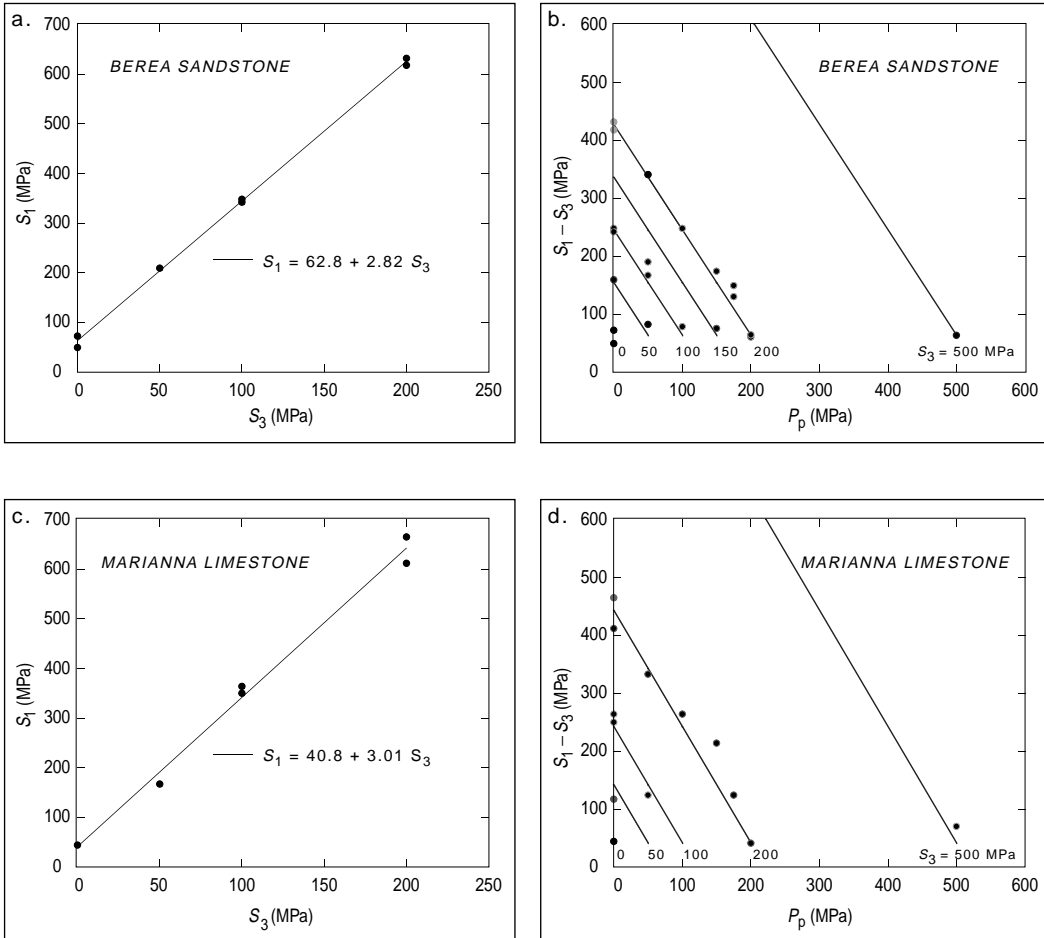 a.
700
600
500
400
300
200
100
0
S1 (MPa)
BEREA SANDSTONE
S1 = 62.8 + 2.82 S3
0 50 100 150 200 250
S3 (MPa)
b.
600
500
400
300
200
100
0
S1 – S3 (MPa)
BEREA SANDSTONE
0 50 100 150 200 S3 = 500 MPa
0 100 200 300 400 500 600
Pp (MPa)
c.
700
600
500
400
300
200
100
0
S1 (MPa)
MARIANNA LIMESTONE
S1 = 40.8 + 3.01 S3
0 50 100 150 200 250
S3 (MPa)
d.
600
500
400
300
200
100
0
S1 – S3 (MPa)
MARIANNA LIMESTONE
0 50 100 200 S3 = 500 MPa
0 100 200 300 400 500 600
Pp (MPa)